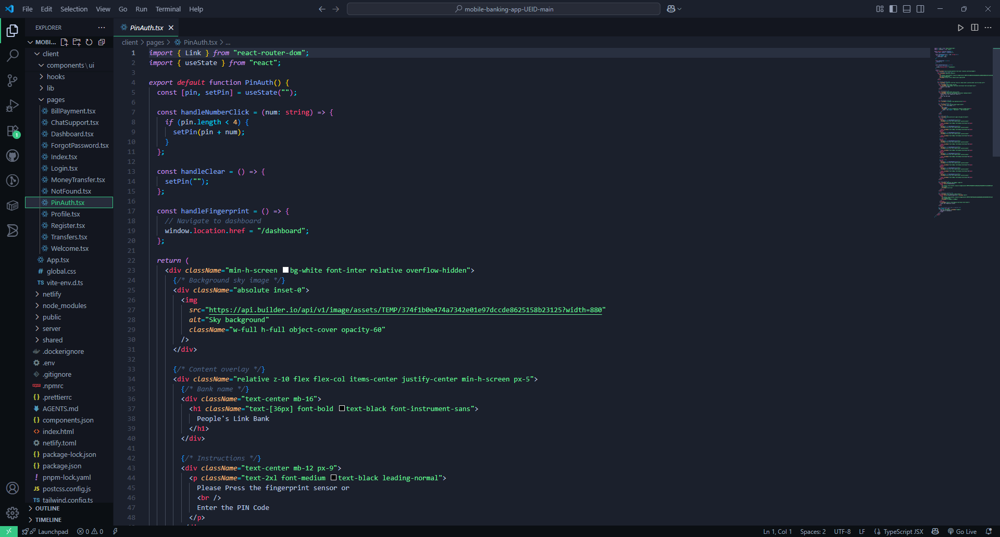 File Edit Selection View Go Run Terminal Help
mobile-banking-app-UEID-main
EXPLORER
MOBI...
client
components\ui
hooks
lib
pages
BillPayment.tsx
ChatSupport.tsx
Dashboard.tsx
ForgotPassword.tsx
Index.tsx
Login.tsx
MoneyTransfer.tsx
NotFound.tsx
PinAuth.tsx
Profile.tsx
Register.tsx
Transfers.tsx
Welcome.tsx
App.tsx
# global.css
TS vite-env.d.ts
netlify
node_modules
public
server
shared
.dockerignore
.env
.gitignore
.npmrc
{} .prettierrc
AGENTS.md
{} components.json
<> index.html
netlify.toml
{} package-lock.json
{} package.json
! pnpm-lock.yaml
JS postcss.config.js
TS tailwind.config.ts
OUTLINE
TIMELINE
1
PinAuth.tsx
client > pages > PinAuth.tsx > ...
1 import { Link } from "react-router-dom";
2 import { useState } from "react";
3
4 export default function PinAuth() {
5 const [pin, setPin] = useState("");
6
7 const handleNumberClick = (num: string) => {
8 if (pin.length < 4) {
9 setPin(pin + num);
10 }
11 };
12
13 const handleClear = () => {
14 setPin("");
15 };
16
17 const handleFingerprint = () => {
18 // Navigate to dashboard
19 window.location.href = "/dashboard";
20 };
21
22 return (
23 <div className="min-h-screen bg-white font-inter relative overflow-hidden">
24 {/* Background sky image */}
25 <div className="absolute inset-0">
26 <img
27 src="https://api.builder.io/api/v1/image/assets/TEMP/374f1b0e474a7342e01e97dccde8625158b23125?width=880"
28 alt="Sky background"
29 className="w-full h-full object-cover opacity-60"
30 />
31 </div>
32
33 {/* Content overlay */}
34 <div className="relative z-10 flex flex-col items-center justify-center min-h-screen px-5">
35 {/* Bank name */}
36 <div className="text-center mb-16">
37 <h1 className="text-[36px] font-bold text-black font-instrument-sans">
38 People's Link Bank
39 </h1>
40 </div>
41
42 {/* Instructions */}
43 <div className="text-center mb-12 px-9">
44 <p className="text-2xl font-medium text-black leading-normal">
45 Please Press the fingerprint sensor or
46 <br />
47 Enter the PIN Code
48 </p>
Launchpad 0 0
Ln 1, Col 1 Spaces: 2 UTF-8 LF {} TypeScript JSX Go Live